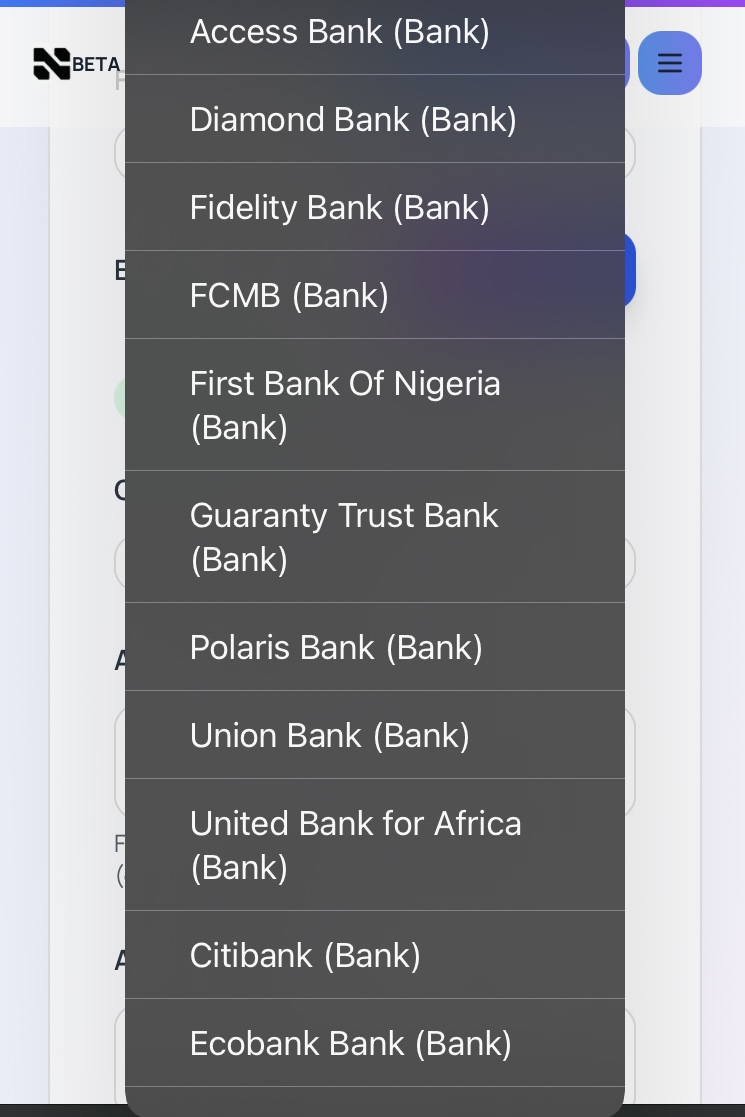 Access Bank (Bank)
BETA
Diamond Bank (Bank)
Fidelity Bank (Bank)
FCMB (Bank)
First Bank Of Nigeria
(Bank)
Guaranty Trust Bank
(Bank)
Polaris Bank (Bank)
Union Bank (Bank)
United Bank for Africa
(Bank)
Citibank (Bank)
Ecobank Bank (Bank)